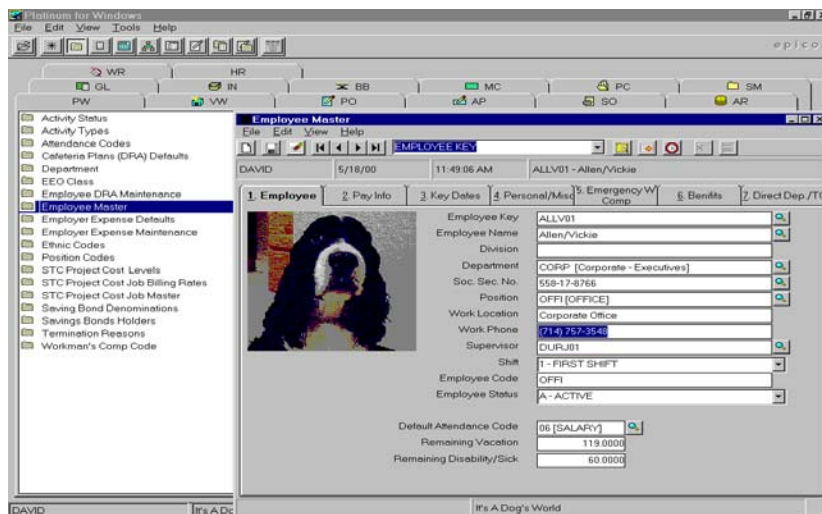 Platinum for Windows
File Edit View Tools Help
epico
WR HR
GL IN BB MC PC SM
PW VW PO AP SO AR
Activity Status
Activity Types
Attendance Codes
Cafeteria Plans (DRA) Defaults
Department
EEO Class
Employee DRA Maintenance
Employee Master
Employer Expense Defaults
Employer Expense Maintenance
Ethnic Codes
Position Codes
STC Project Cost Levels
STC Project Cost Job Billing Rates
STC Project Cost Job Master
Saving Bond Denominations
Savings Bonds Holders
Termination Reasons
Workman's Comp Code
Employee Master
File Edit View Help
EMPLOYEE KEY
DAVID 5/18/00 11:49:06 AM ALLV01 - Allen/Vickie
1. Employee 2. Pay Info 3. Key Dates 4. Personal/Misc 5. Emergency W Comp 6. Benifits 7. Direct Dep./T
Employee Key ALLV01
Employee Name Allen/Vickie
Division
Department CORP [Corporate - Executives]
Soc. Sec. No. 558-17-8766
Position OFFI [OFFICE]
Work Location Corporate Office
Work Phone (714) 757-3548
Supervisor DURJ01
Shift 1 - FIRST SHIFT
Employee Code OFFI
Employee Status A - ACTIVE
Default Attendance Code 06 [SALARY]
Remaining Vacation 119.0000
Remaining Disability/Sick 60.0000
It's A Dog's World
DAVID It's A Do